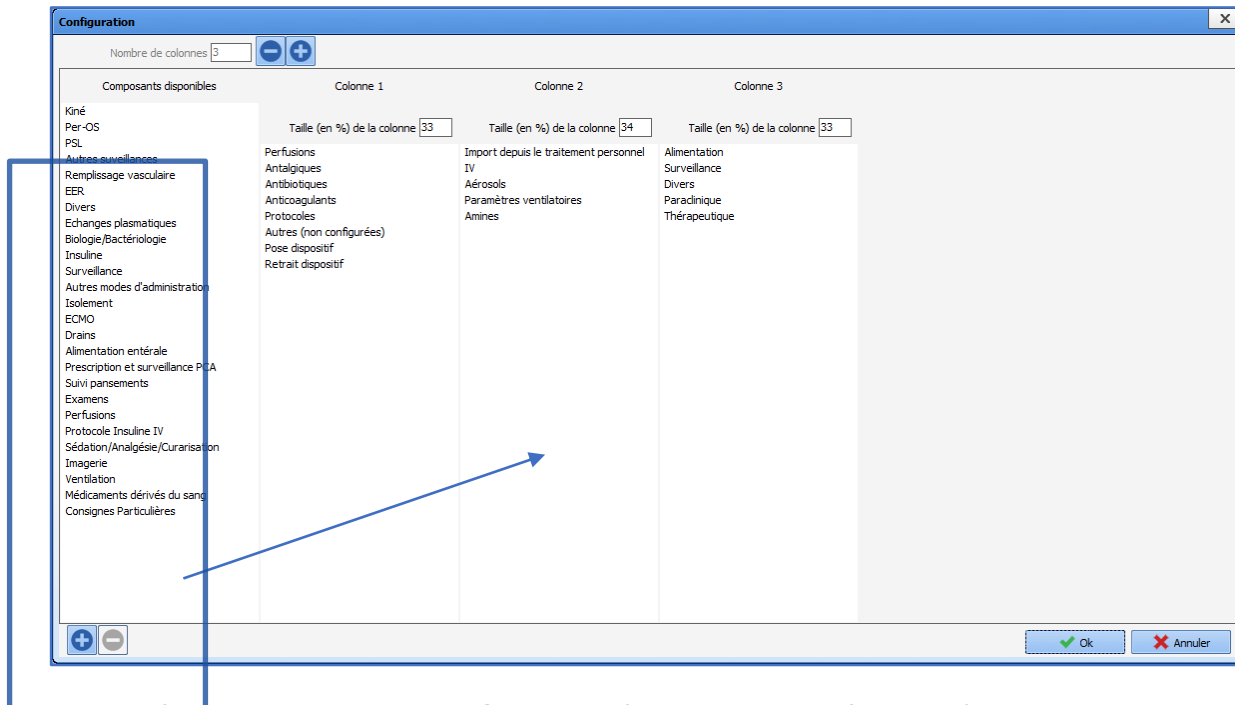 Configuration
Nombre de colonnes 3
Composants disponibles
Kiné
Per-OS
PSL
Autres suveillances
Remplissage vasculaire
EER
Divers
Echanges plasmatiques
Biologie/Bactériologie
Insuline
Surveillance
Autres modes d'administration
Isolement
ECMO
Drains
Alimentation entérale
Prescription et surveillance PCA
Suivi pansements
Examens
Perfusions
Protocole Insuline IV
Sédation/Analgésie/Curarisation
Imagerie
Ventilation
Médicaments dérivés du sang
Consignes Particulières
Colonne 1
Taille (en %) de la colonne 33
Perfusions
Antalgiques
Antibiotiques
Anticoagulants
Protocoles
Autres (non configurées)
Pose dispositif
Retrait dispositif
Colonne 2
Taille (en %) de la colonne 34
Import depuis le traitement personnel
IV
Aérosols
Paramètres ventilatoires
Amines
Colonne 3
Taille (en %) de la colonne 33
Alimentation
Surveillance
Divers
Paraclinique
Thérapeutique
Ok
Annuler